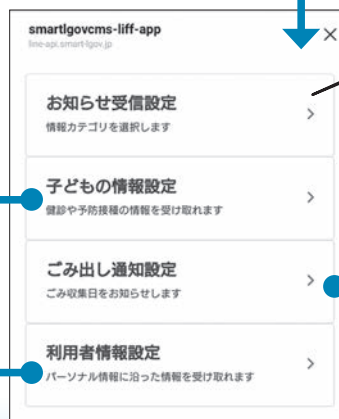 smartlgovcms-liff-app
line-api.smart-lgov.jp
お知らせ受信設定
情報カテゴリを選択します
子どもの情報設定
健診や予防接種の情報を受け取れます
ごみ出し通知設定
ごみ収集日をお知らせします
利用者情報設定
パーソナル情報に沿った情報を受け取れます